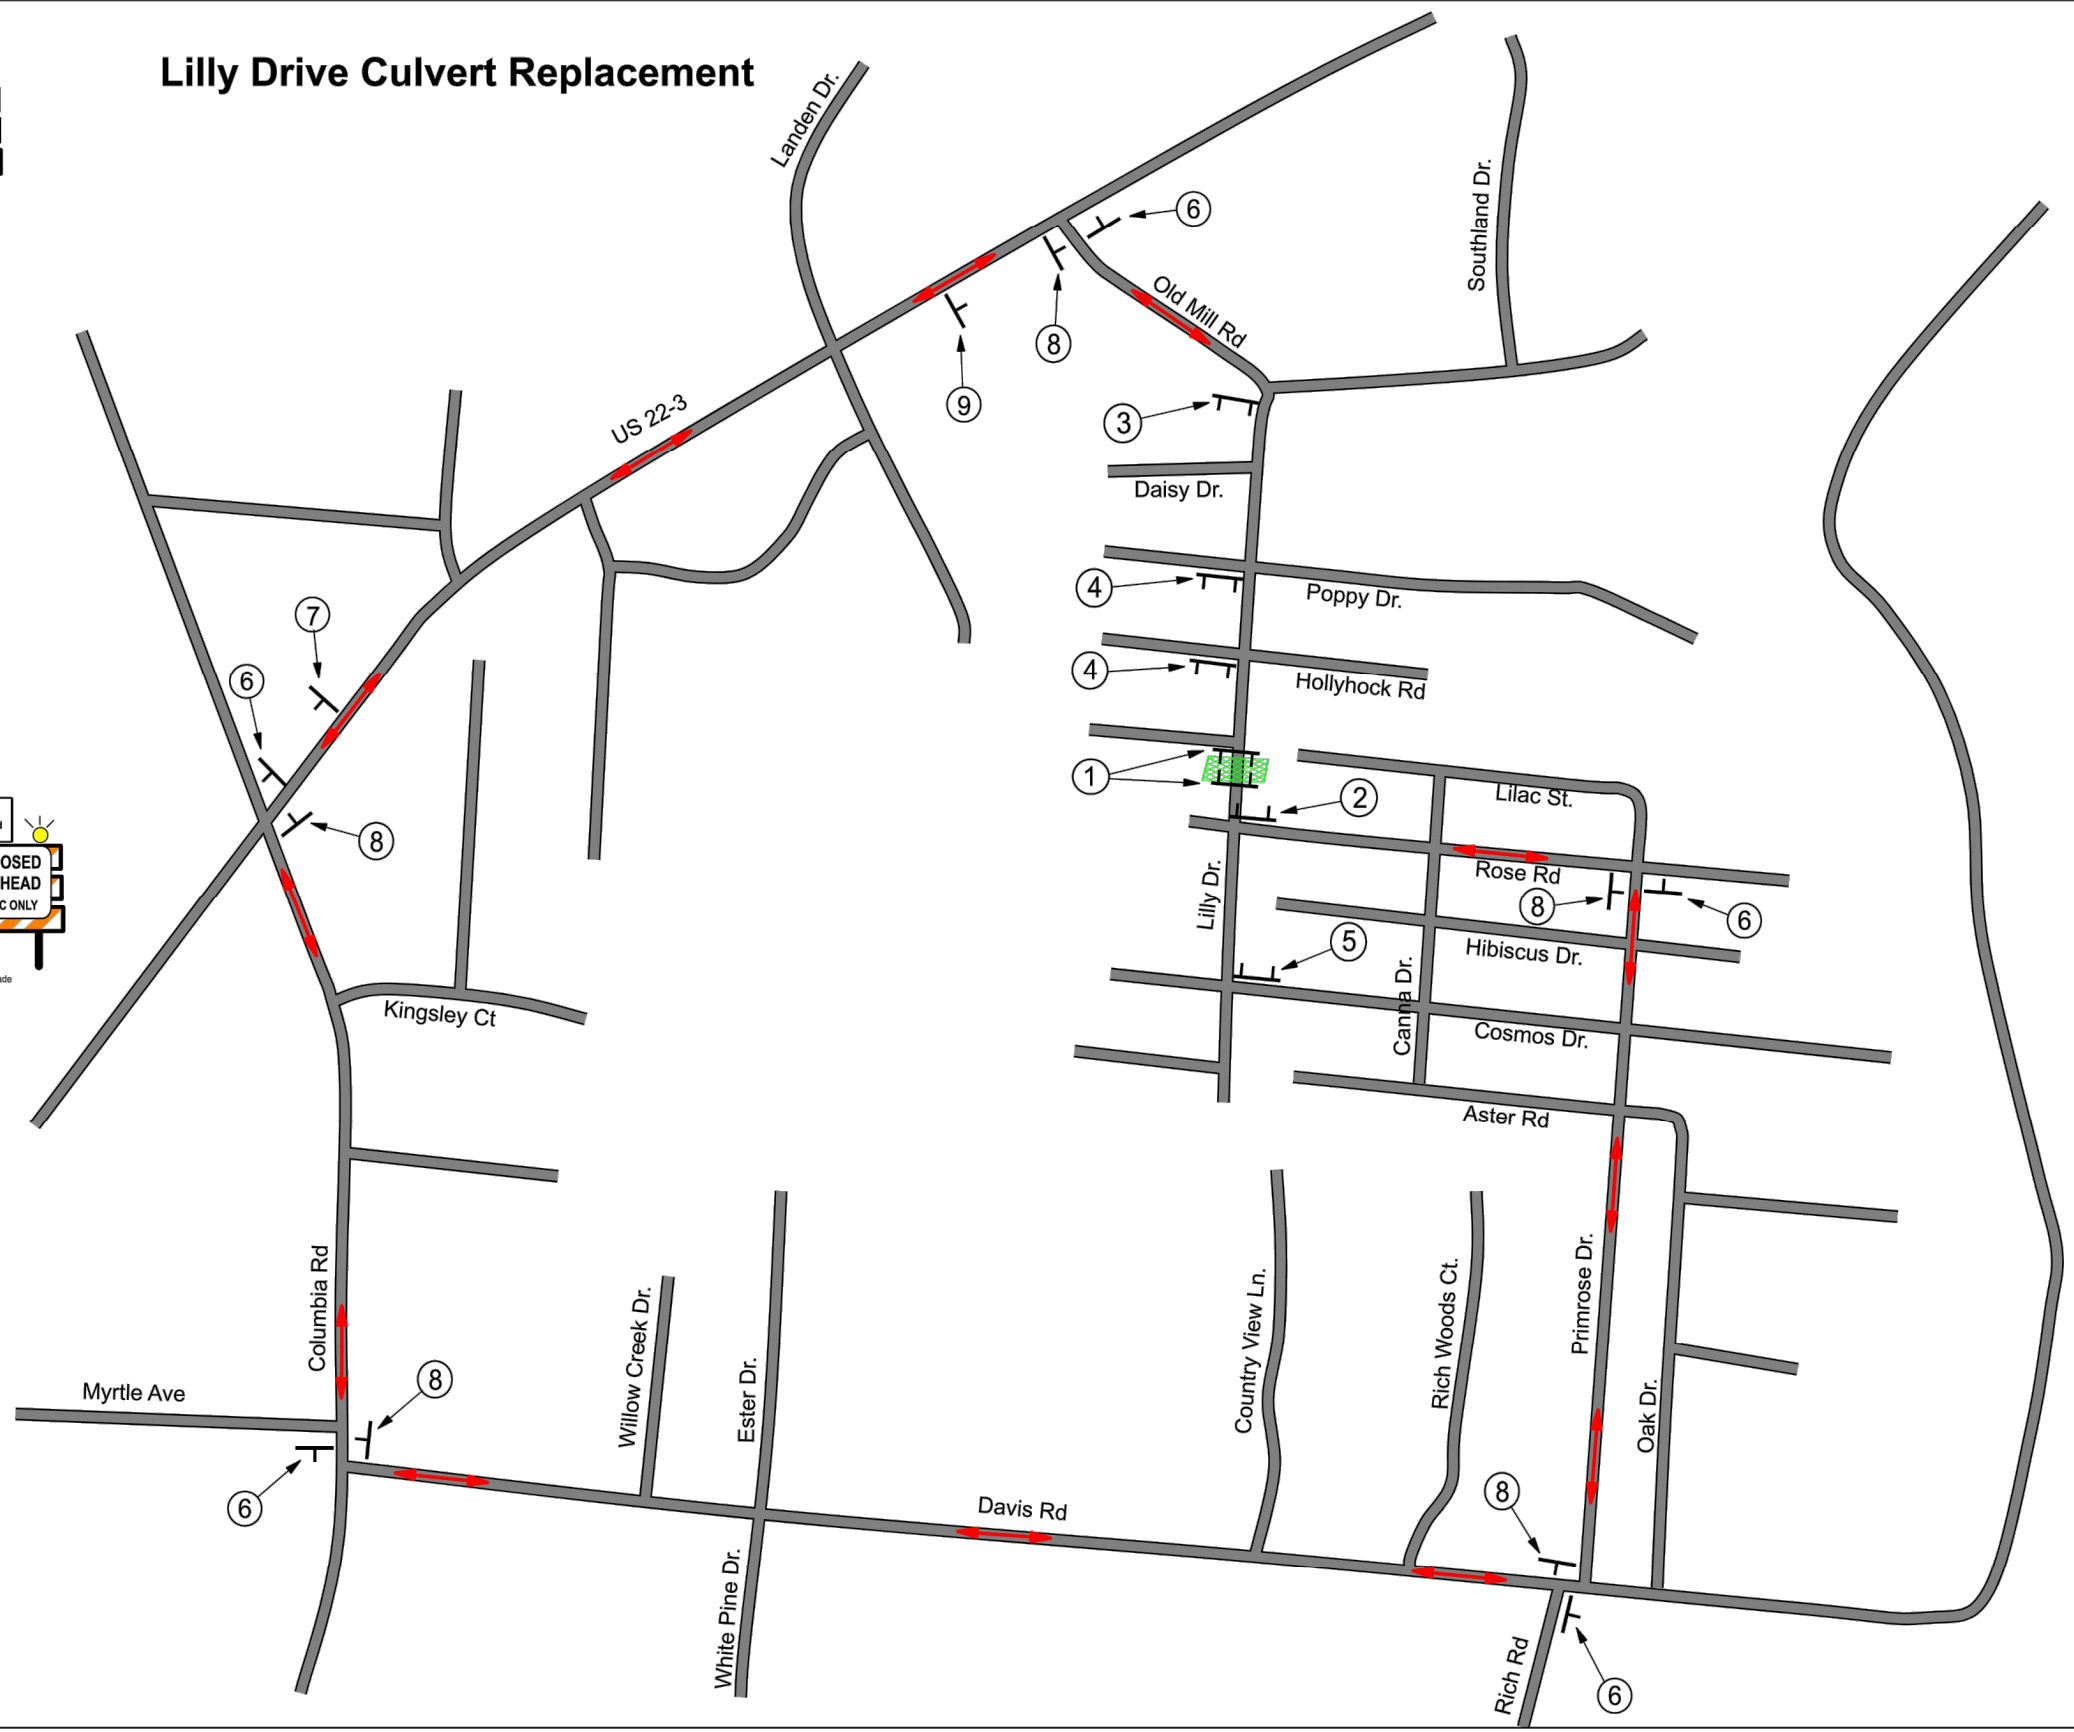 Lilly Drive Culvert Replacement
Landen Dr.
Southland Dr.
6
Old Mill Rd
8
9
US 22-3
3
Daisy Dr.
4
Poppy Dr.
7
6
4
Hollyhock Rd
1
2
Lilac St.
8
OSED
HEAD
C ONLY
Lilly Dr.
Rose Rd
8
6
5
Hibiscus Dr.
Canna Dr.
Kingsley Ct
Cosmos Dr.
Aster Rd
Columbia Rd
Primrose Dr.
Country View Ln.
Rich Woods Ct.
Willow Creek Dr.
Ester Dr.
Myrtle Ave
8
Oak Dr.
6
Davis Rd
8
White Pine Dr.
Rich Rd
6